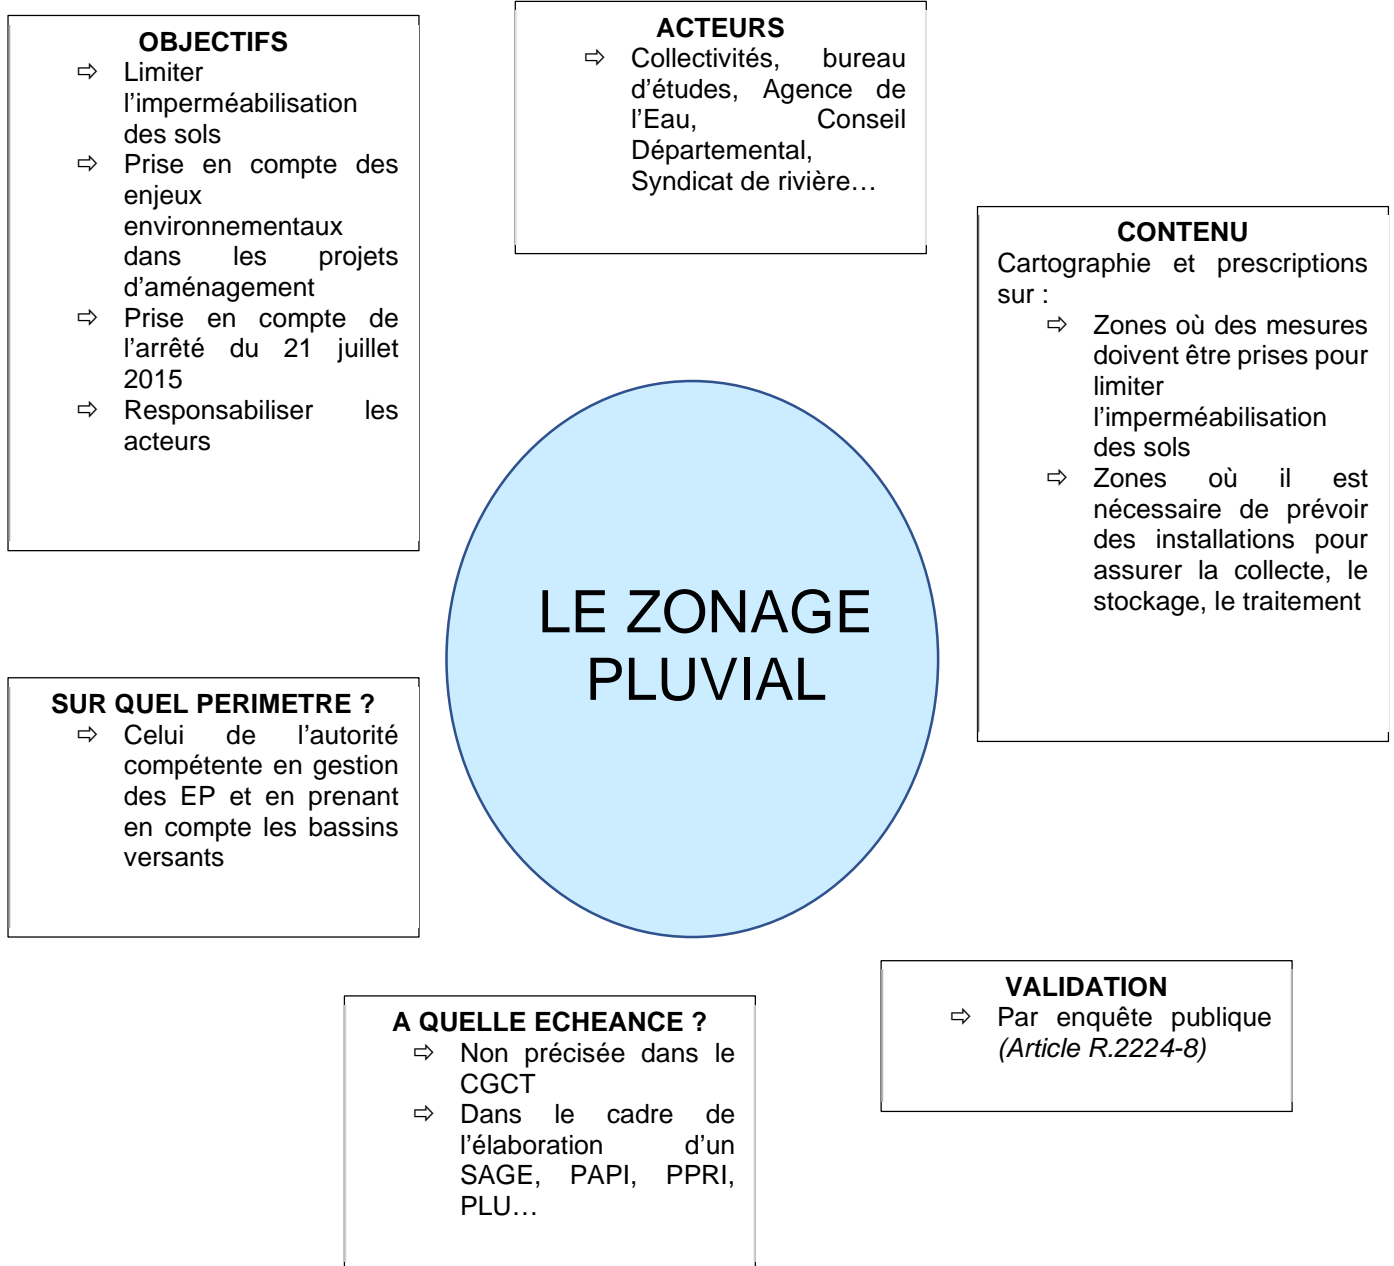 OBJECTIFS
⇨ Limiter
l’imperméabilisation
des sols
⇨ Prise en compte des
enjeux
environnementaux
dans les projets
d’aménagement
⇨ Prise en compte de
l’arrêté du 21 juillet
2015
⇨ Responsabiliser les
acteurs
ACTEURS
⇨ Collectivités, bureau
d’études, Agence de
l’Eau, Conseil
Départemental,
Syndicat de rivière…
CONTENU
Cartographie et prescriptions
sur :
⇨ Zones où des mesures
doivent être prises pour
limiter
l’imperméabilisation
des sols
⇨ Zones où il est
nécessaire de prévoir
des installations pour
assurer la collecte, le
stockage, le traitement
LE ZONAGE
PLUVIAL
SUR QUEL PERIMETRE ?
⇨ Celui de l’autorité
compétente en gestion
des EP et en prenant
en compte les bassins
versants
A QUELLE ECHEANCE ?
⇨ Non précisée dans le
CGCT
⇨ Dans le cadre de
l’élaboration d’un
SAGE, PAPI, PPRI,
PLU…
VALIDATION
⇨ Par enquête publique
(Article R.2224-8)